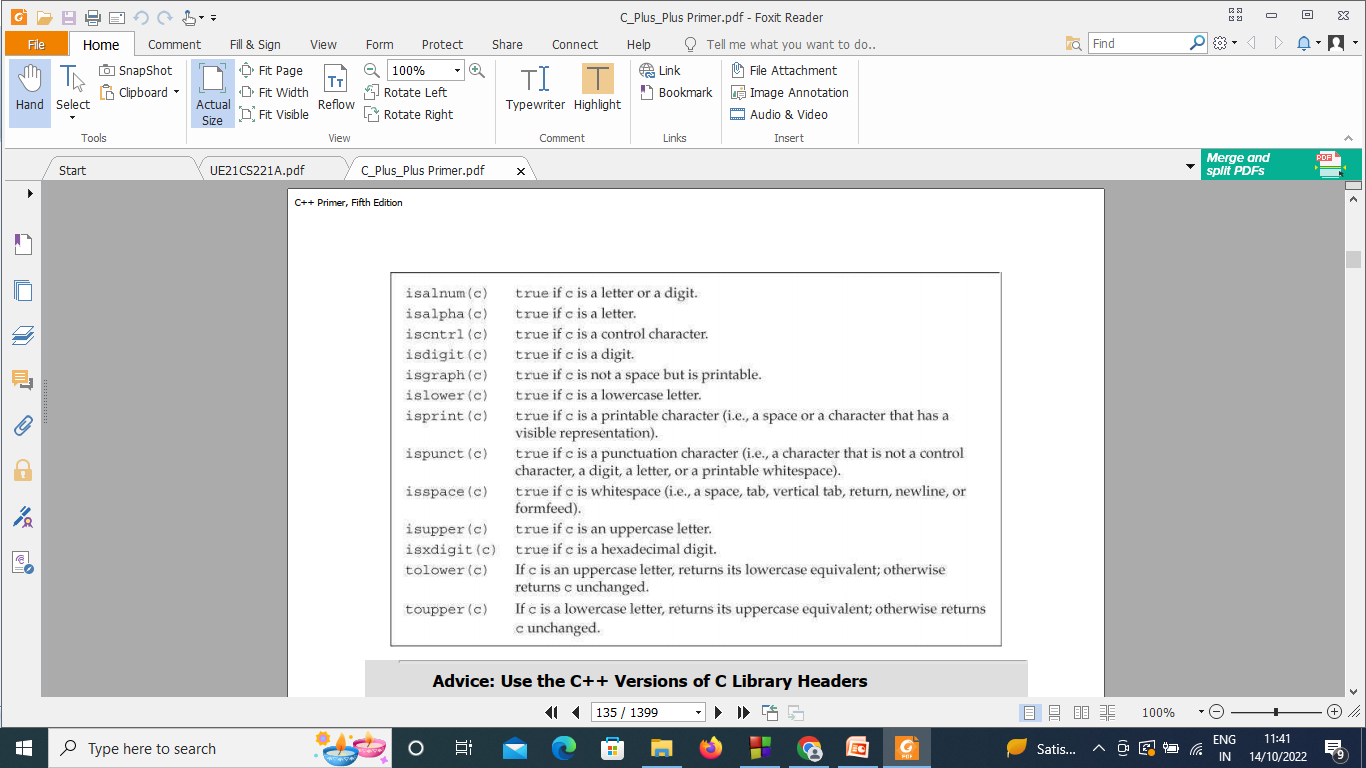 C_Plus_Plus Primer.pdf - Foxit Reader
File Home Comment Fill & Sign View Form Protect Share Connect Help Tell me what you want to do.. Find
Hand
Select
SnapShot
Clipboard
Tools
Actual
Size
Fit Page
Fit Width
Fit Visible
Reflow
100%
Rotate Left
Rotate Right
View
Typewriter
Highlight
Comment
Link
Bookmark
Links
File Attachment
Image Annotation
Audio & Video
Insert
Start UE21CS221A.pdf C_Plus_Plus Primer.pdf
Merge and
split PDFs
PDF
C++ Primer, Fifth Edition
isalnum(c) true if c is a letter or a digit.
isalpha(c) true if c is a letter.
iscntrl(c) true if c is a control character.
isdigit(c) true if c is a digit.
isgraph(c) true if c is not a space but is printable.
islower(c) true if c is a lowercase letter.
isprint(c) true if c is a printable character (i.e., a space or a character that has a
visible representation).
ispunct(c) true if c is a punctuation character (i.e., a character that is not a control
character, a digit, a letter, or a printable whitespace).
isspace(c) true if c is whitespace (i.e., a space, tab, vertical tab, return, newline, or
formfeed).
isupper(c) true if c is an uppercase letter.
isxdigit(c) true if c is a hexadecimal digit.
tolower(c) If c is an uppercase letter, returns its lowercase equivalent; otherwise
returns c unchanged.
toupper(c) If c is a lowercase letter, returns its uppercase equivalent; otherwise returns
c unchanged.
Advice: Use the C++ Versions of C Library Headers
135 / 1399
100%
Type here to search
Satis...
ENG
IN
11:41
14/10/2022
9